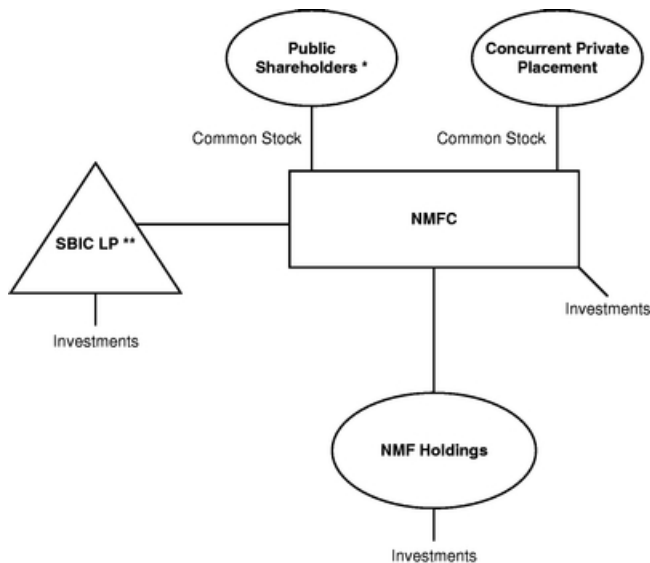 Public
Shareholders *
Concurrent Private
Placement
Common Stock
Common Stock
NMFC
SBIC LP **
Investments
Investments
NMF Holdings
Investments